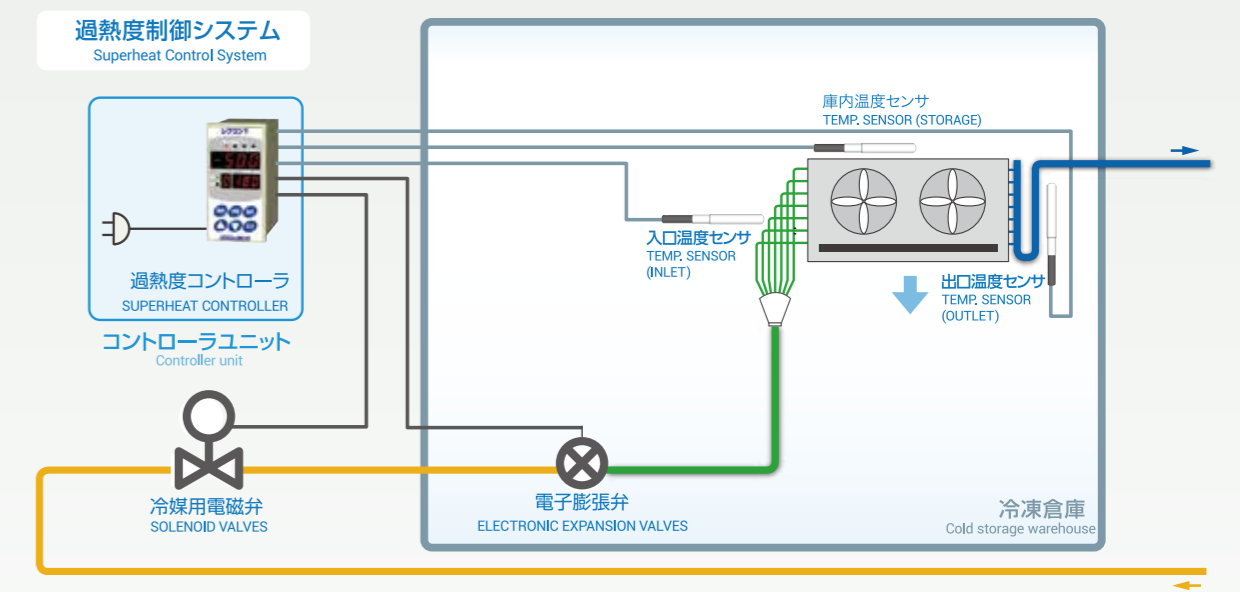 過熱度制御システム
Superheat Control System
過熱度コントローラ
SUPERHEAT CONTROLLER
コントローラユニット
Controller unit
庫内温度センサ
TEMP. SENSOR (STORAGE)
入口温度センサ
TEMP. SENSOR
(INLET)
出口温度センサ
TEMP. SENSOR
(OUTLET)
冷媒用電磁弁
SOLENOID VALVES
電子膨張弁
ELECTRONIC EXPANSION VALVES
冷凍倉庫
Cold storage warehouse